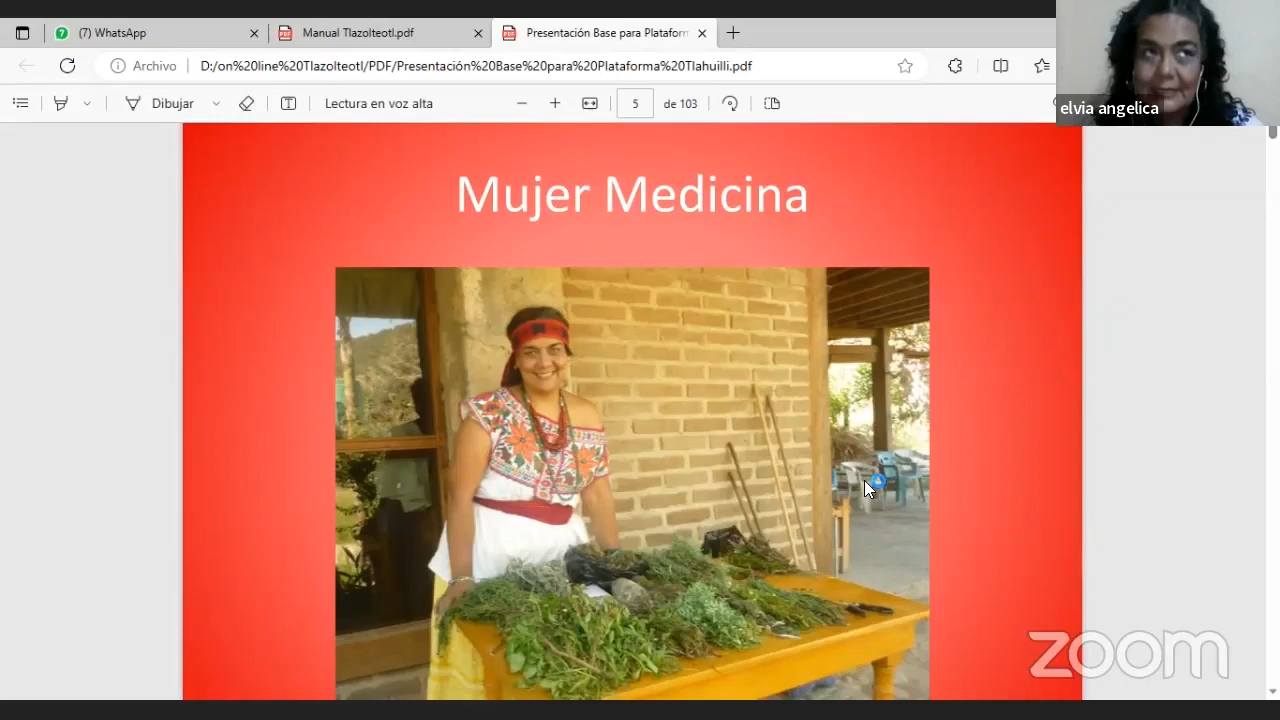 (7) WhatsApp
Manual Tlazolteotl.pdf
Presentación Base para Plataform
Archivo
D:/on%20line%20Tlazolteotl/PDF/Presentación%20Base%20para%20Plataforma%20Tlahuilli.pdf
Dibujar
Lectura en voz alta
5
de 103
elvia angelica
Mujer Medicina
zoom